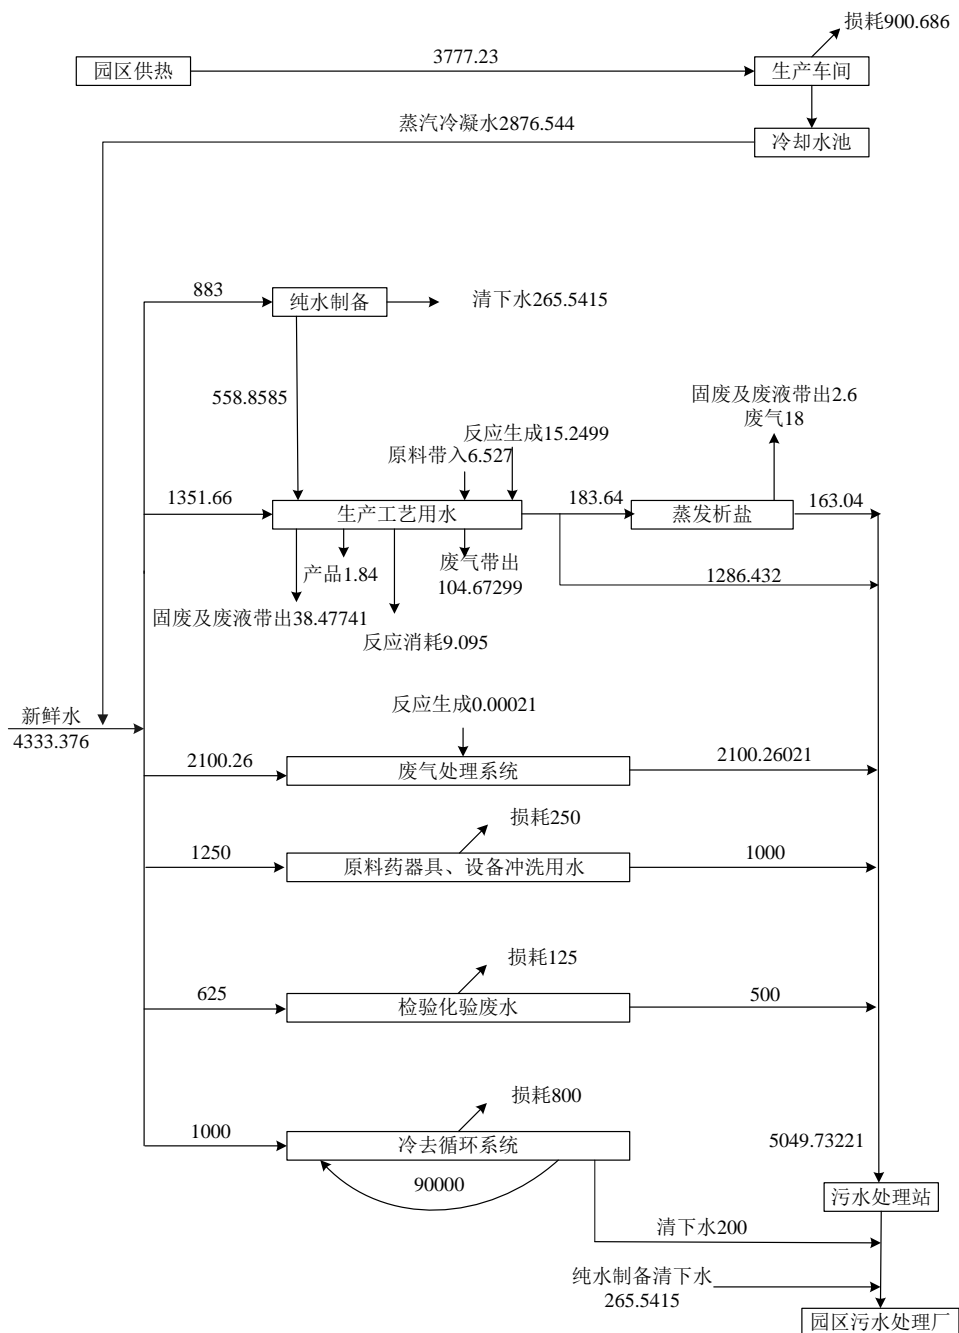 损耗900.686
3777.23
园区供热
生产车间
蒸汽冷凝水2876.544
冷却水池
883
纯水制备
清下水265.5415
558.8585
固废及废液带出2.6
废气18
反应生成15.2499
原料带入6.527
1351.66
生产工艺用水
183.64
蒸发析盐
163.04
产品1.84
废气带出
104.67299
1286.432
固废及废液带出38.47741
反应消耗9.095
新鲜水
4333.376
反应生成0.00021
2100.26
废气处理系统
2100.26021
损耗250
1250
原料药器具、设备冲洗用水
1000
损耗125
625
检验化验废水
500
损耗800
1000
冷去循环系统
5049.73221
90000
污水处理站
清下水200
纯水制备清下水
265.5415
园区污水处理厂